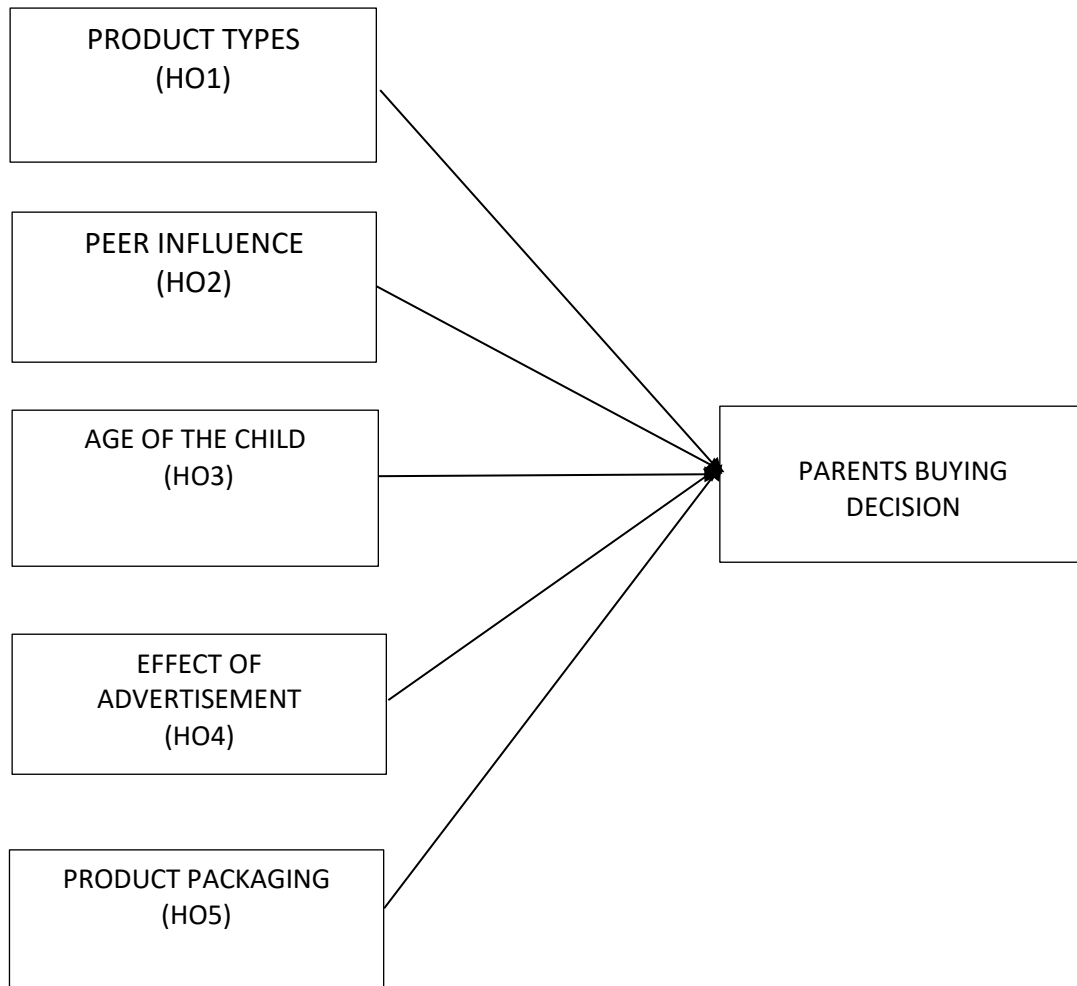 PRODUCT TYPES
(HO1)
PEER INFLUENCE
(HO2)
AGE OF THE CHILD
(HO3)
EFFECT OF
ADVERTISEMENT
(HO4)
PRODUCT PACKAGING
(HO5)
PARENTS BUYING
DECISION